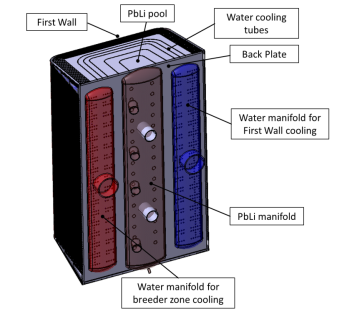 First Wall
PbLi pool
Water cooling
tubes
Back Plate
Water manifold for
First Wall cooling
PbLi manifold
Water manifold for
breeder zone cooling